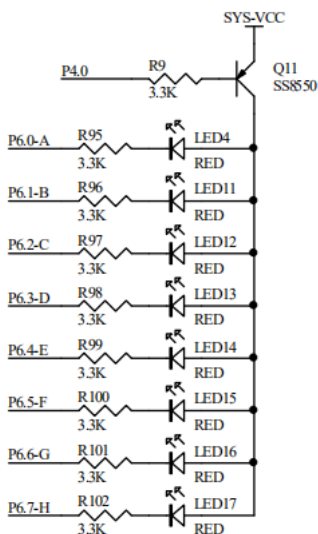 SYS-VCC
P4.0
R9
3.3K
Q11
SS8550
P6.0-A
R95
3.3K
LED4
RED
P6.1-B
R96
3.3K
LED11
RED
P6.2-C
R97
3.3K
LED12
RED
P6.3-D
R98
3.3K
LED13
RED
P6.4-E
R99
3.3K
LED14
RED
P6.5-F
R100
3.3K
LED15
RED
P6.6-G
R101
3.3K
LED16
RED
P6.7-H
R102
3.3K
LED17
RED